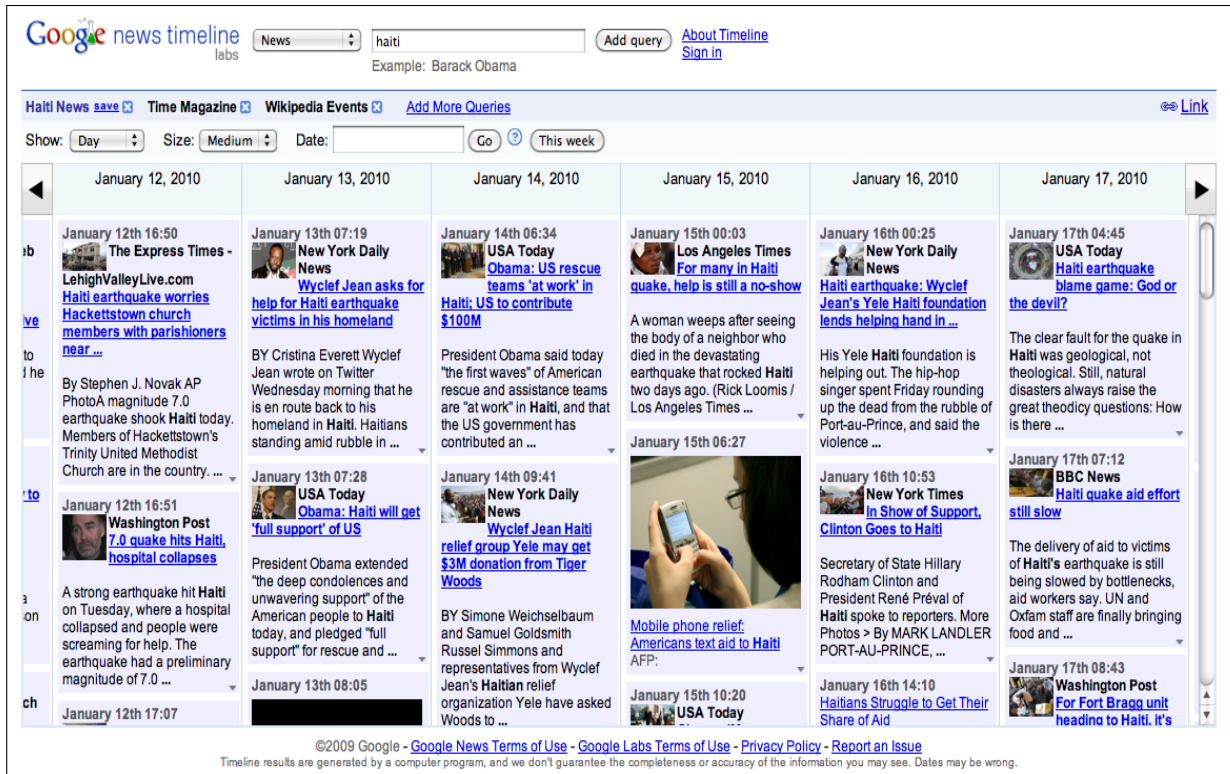 Google news timeline
labs
News
haiti
Add query
About Timeline
Sign in
Example: Barack Obama
Haiti News save
Time Magazine
Wikipedia Events
Add More Queries
Link
Show: Day
Size: Medium
Date:
Go
?
This week
January 12, 2010
January 13, 2010
January 14, 2010
January 15, 2010
January 16, 2010
January 17, 2010
January 12th 16:50
The Express Times -
LehighValleyLive.com
Haiti earthquake worries
Hackettstown church
members with parishioners
near ...
By Stephen J. Novak AP
PhotoA magnitude 7.0
earthquake shook Haiti today.
Members of Hackettstown's
Trinity United Methodist
Church are in the country. ...
January 12th 16:51
Washington Post
7.0 quake hits Haiti,
hospital collapses
A strong earthquake hit Haiti
on Tuesday, where a hospital
collapsed and people were
screaming for help. The
earthquake had a preliminary
magnitude of 7.0 ...
January 12th 17:07
January 13th 07:19
New York Daily
News
Wyclef Jean asks for
help for Haiti earthquake
victims in his homeland
BY Cristina Everett Wyclef
Jean wrote on Twitter
Wednesday morning that he
is en route back to his
homeland in Haiti. Haitians
standing amid rubble in ...
January 13th 07:28
USA Today
Obama: Haiti will get
'full support' of US
President Obama extended
"the deep condolences and
unwavering support" of the
American people to Haiti
today, and pledged "full
support" for rescue and ...
January 13th 08:05
January 14th 06:34
USA Today
Obama: US rescue
teams 'at work' in
Haiti; US to contribute
$100M
President Obama said today
"the first waves" of American
rescue and assistance teams
are "at work" in Haiti, and that
the US government has
contributed an ...
January 14th 09:41
New York Daily
News
Wyclef Jean Haiti
relief group Yele may get
$3M donation from Tiger
Woods
BY Simone Weichselbaum
and Samuel Goldsmith
Russel Simmons and
representatives from Wyclef
Jean's Haitian relief
organization Yele have asked
Woods to ...
January 15th 00:03
Los Angeles Times
For many in Haiti
quake, help is still a no-show
A woman weeps after seeing
the body of a neighbor who
died in the devastating
earthquake that rocked Haiti
two days ago. (Rick Loomis /
Los Angeles Times ...
January 15th 06:27
Mobile phone relief:
Americans text aid to Haiti
AFP:
January 15th 10:20
USA Today
January 16th 00:25
New York Daily
News
Haiti earthquake: Wyclef
Jean's Yele Haiti foundation
lends helping hand in ...
His Yele Haiti foundation is
helping out. The hip-hop
singer spent Friday rounding
up the dead from the rubble of
Port-au-Prince, and said the
violence ...
January 16th 10:53
New York Times
In Show of Support,
Clinton Goes to Haiti
Secretary of State Hillary
Rodham Clinton and
President René Préval of
Haiti spoke to reporters. More
Photos > By MARK LANDLER
PORT-AU-PRINCE, ...
January 16th 14:10
Haitians Struggle to Get Their
Share of Aid
January 17th 04:45
USA Today
Haiti earthquake
blame game: God or
the devil?
The clear fault for the quake in
Haiti was geological, not
theological. Still, natural
disasters always raise the
great theodicy questions: How
is there ...
January 17th 07:12
BBC News
Haiti quake aid effort
still slow
The delivery of aid to victims
of Haiti's earthquake is still
being slowed by bottlenecks,
aid workers say. UN and
Oxfam staff are finally bringing
food and ...
January 17th 08:43
Washington Post
For Fort Bragg unit
heading to Haiti, it's
©2009 Google - Google News Terms of Use - Google Labs Terms of Use - Privacy Policy - Report an Issue
Timeline results are generated by a computer program, and we don't guarantee the completeness or accuracy of the information you may see. Dates may be wrong.